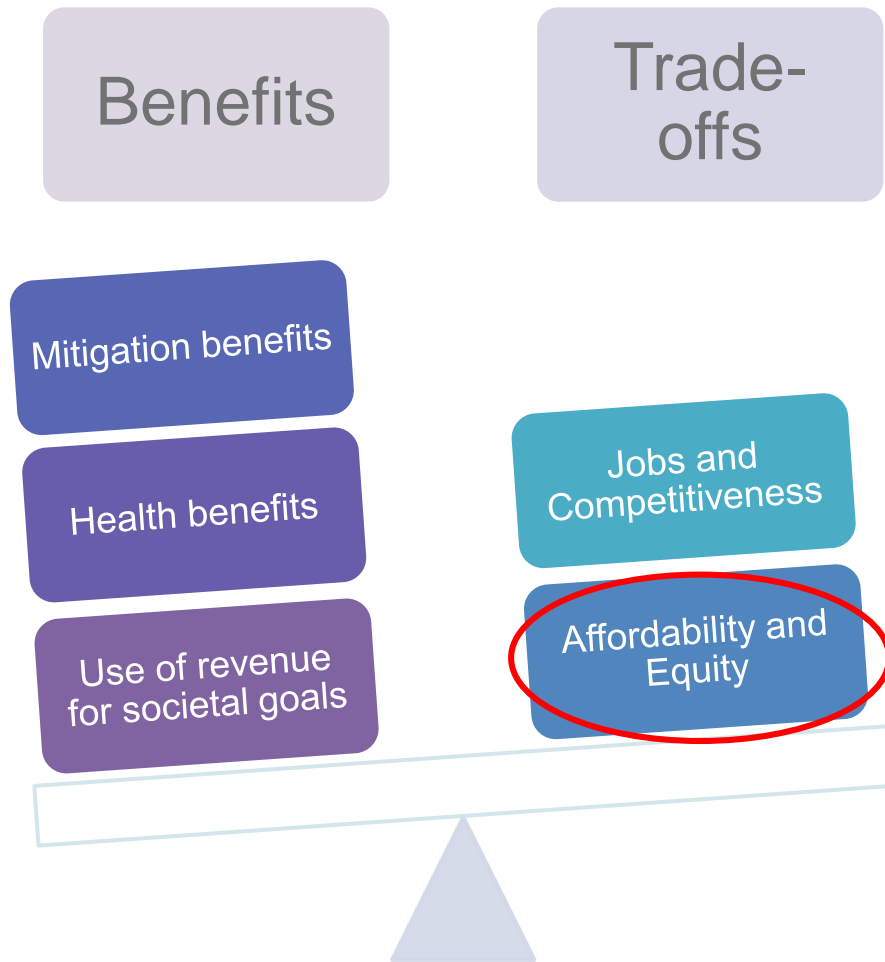 Benefits
Trade-
offs
Mitigation benefits
Health benefits
Use of revenue
for societal goals
Jobs and
Competitiveness
Affordability and
Equity